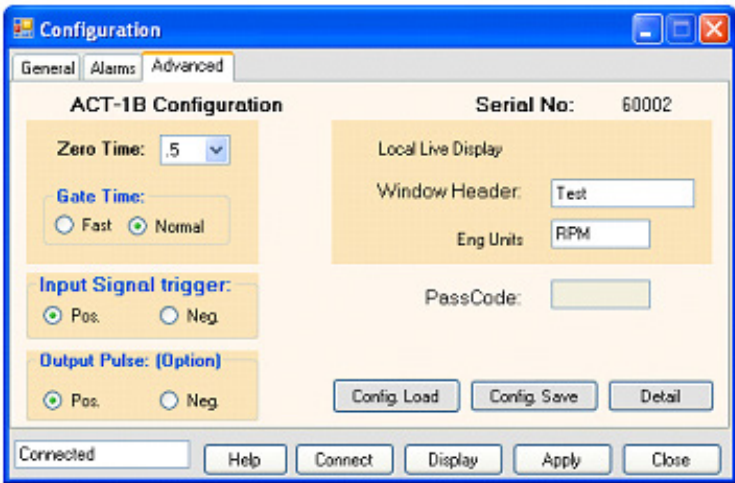 Configuration
General Alarms Advanced
ACT-1B Configuration
Serial No: 60002
Zero Time: .5
Gate Time:
Fast Normal
Local Live Display
Window Header: Test
Eng Units RPM
Input Signal trigger:
Pos. Neg.
PassCode:
Output Pulse: (Option)
Pos. Neg.
Config. Load Config. Save Detail
Connected Help Connect Display Apply Close